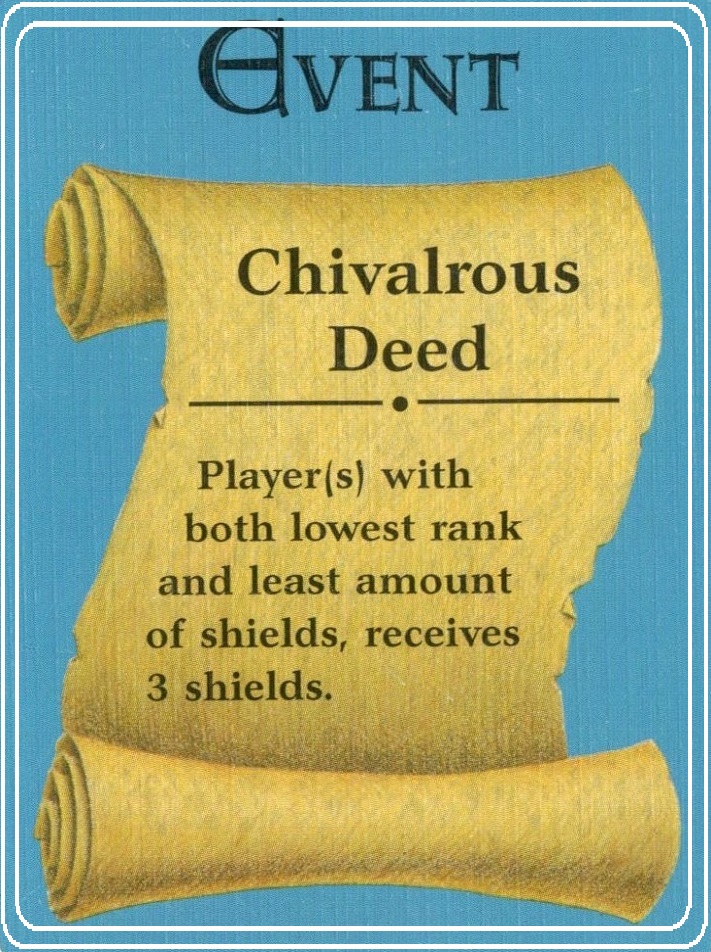 EVENT
Chivalrous
Deed
Player(s) with
both lowest rank
and least amount
of shields, receives
3 shields.